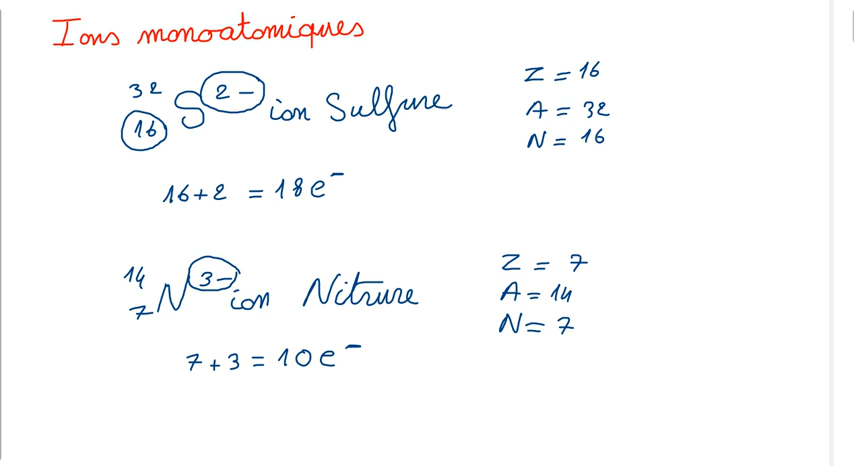 Ions monoatomiques
32 16 S 2- ion Sulfure
Z = 16
A = 32
N = 16
16+2 = 18e-
14 7 N 3- ion Nitrure
Z = 7
A = 14
N = 7
7+3 = 10e-